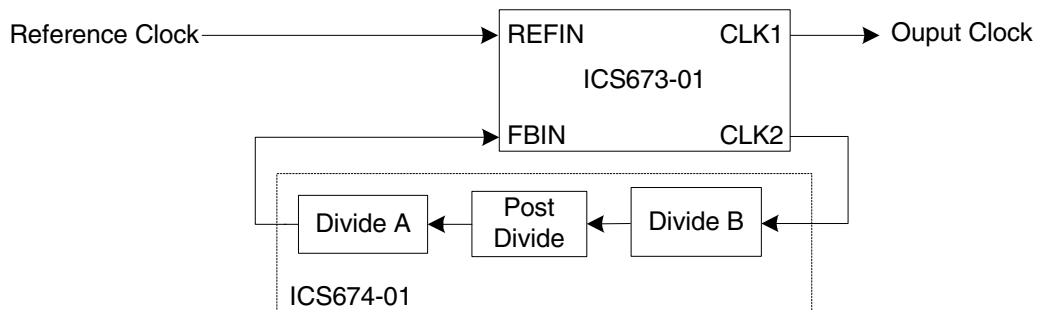 Reference Clock
REFIN
CLK1
Ouput Clock
ICS673-01
FBIN
CLK2
Divide A
Post
Divide
Divide B
ICS674-01